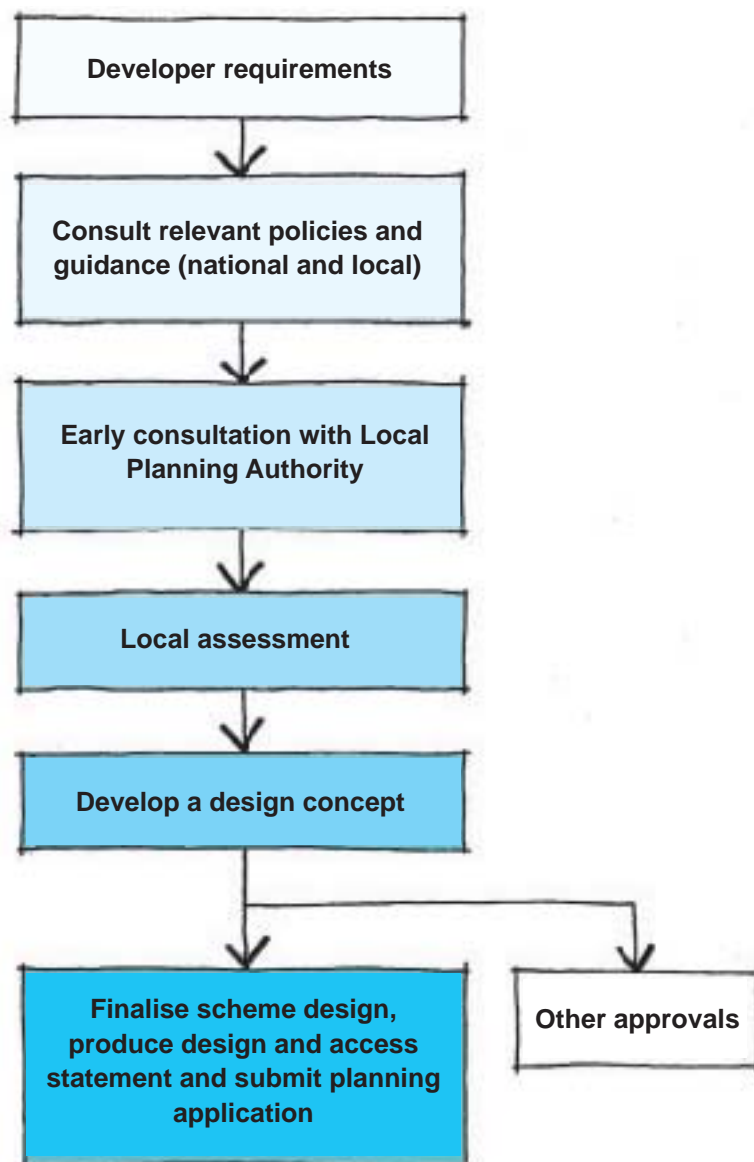 Developer requirements
Consult relevant policies and
guidance (national and local)
Early consultation with Local
Planning Authority
Local assessment
Develop a design concept
Finalise scheme design,
produce design and access
statement and submit planning
application
Other approvals